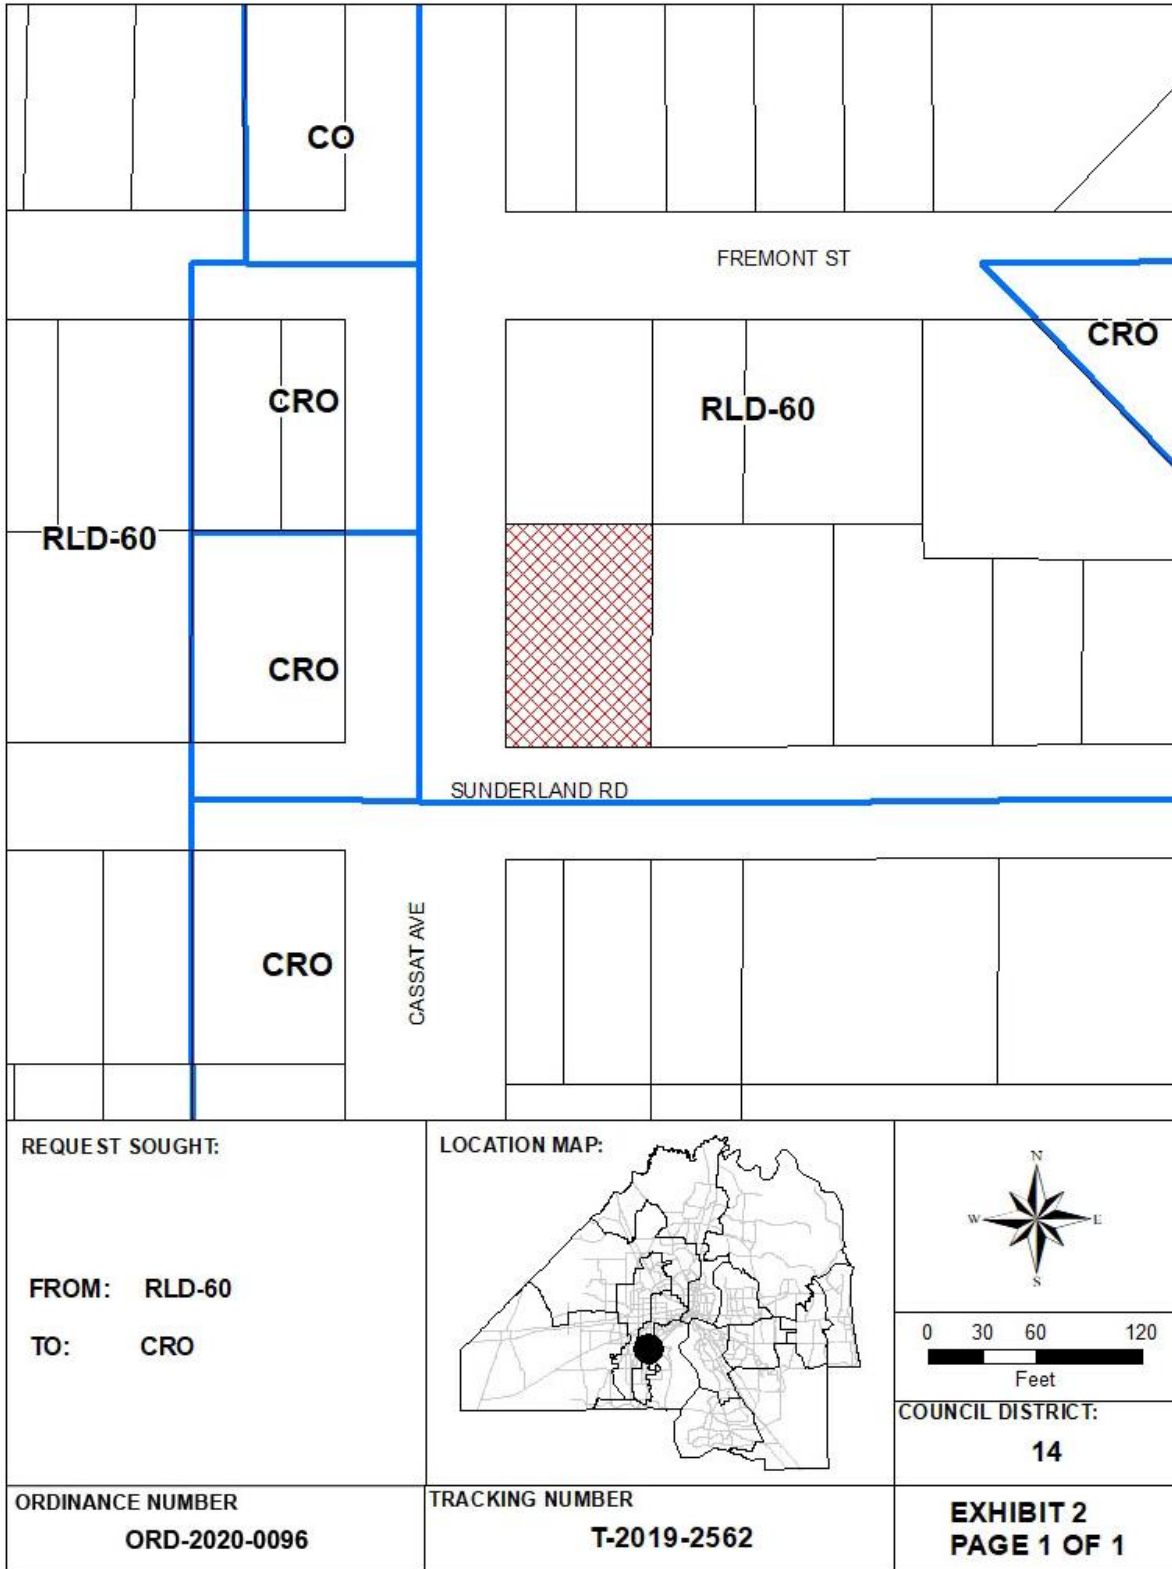 CO
FREMONT ST
CRO
CRO
RLD-60
RLD-60
CRO
SUNDERLAND RD
CASSAT AVE
CRO
REQUEST SOUGHT:
FROM: RLD-60
TO: CRO
LOCATION MAP:
N
W E
S
0 30 60 120
Feet
COUNCIL DISTRICT:
14
ORDINANCE NUMBER
ORD-2020-0096
TRACKING NUMBER
T-2019-2562
EXHIBIT 2
PAGE 1 OF 1